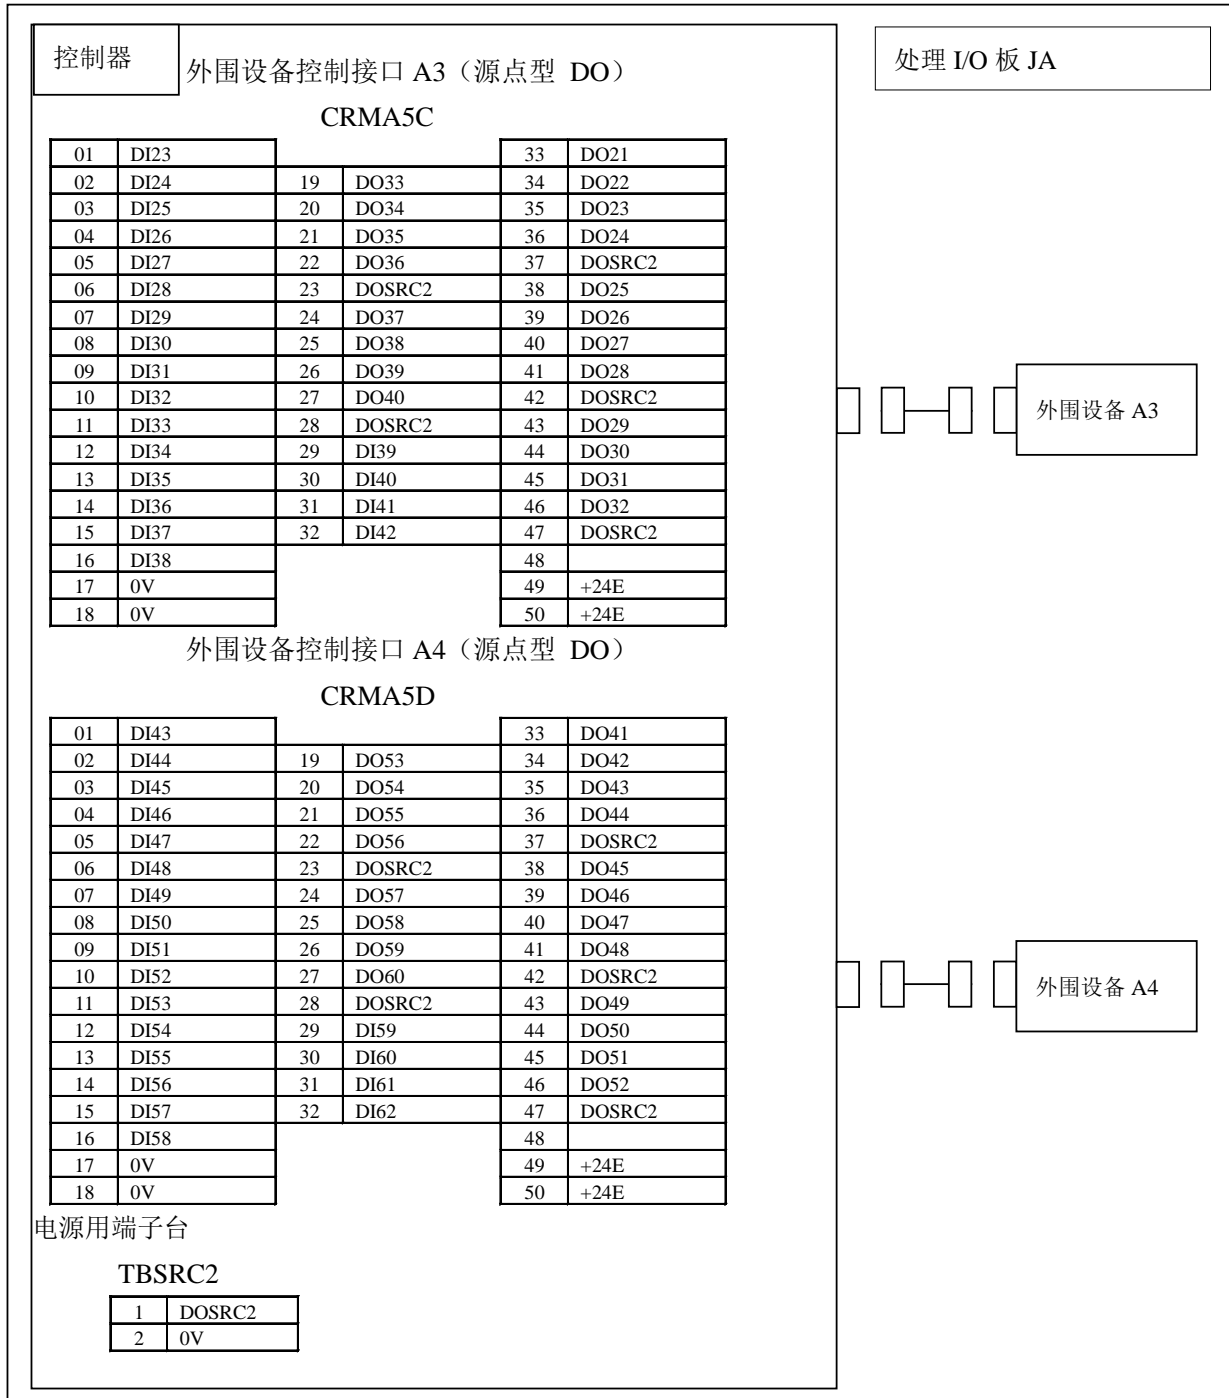 控制器
处理 I/O 板 JA
外围设备控制接口 A3（源点型 DO）
CRMA5C
01 DI23 33 DO21
02 DI24 19 DO33 34 DO22
03 DI25 20 DO34 35 DO23
04 DI26 21 DO35 36 DO24
05 DI27 22 DO36 37 DOSRC2
06 DI28 23 DOSRC2 38 DO25
07 DI29 24 DO37 39 DO26
08 DI30 25 DO38 40 DO27
09 DI31 26 DO39 41 DO28
10 DI32 27 DO40 42 DOSRC2
11 DI33 28 DOSRC2 43 DO29
12 DI34 29 DI39 44 DO30
13 DI35 30 DI40 45 DO31
14 DI36 31 DI41 46 DO32
15 DI37 32 DI42 47 DOSRC2
16 DI38 48
17 0V 49 +24E
18 0V 50 +24E
外围设备 A3
外围设备控制接口 A4（源点型 DO）
CRMA5D
01 DI43 33 DO41
02 DI44 19 DO53 34 DO42
03 DI45 20 DO54 35 DO43
04 DI46 21 DO55 36 DO44
05 DI47 22 DO56 37 DOSRC2
06 DI48 23 DOSRC2 38 DO45
07 DI49 24 DO57 39 DO46
08 DI50 25 DO58 40 DO47
09 DI51 26 DO59 41 DO48
10 DI52 27 DO60 42 DOSRC2
11 DI53 28 DOSRC2 43 DO49
12 DI54 29 DI59 44 DO50
13 DI55 30 DI60 45 DO51
14 DI56 31 DI61 46 DO52
15 DI57 32 DI62 47 DOSRC2
16 DI58 48
17 0V 49 +24E
18 0V 50 +24E
外围设备 A4
电源用端子台
TBSRC2
1 DOSRC2
2 0V